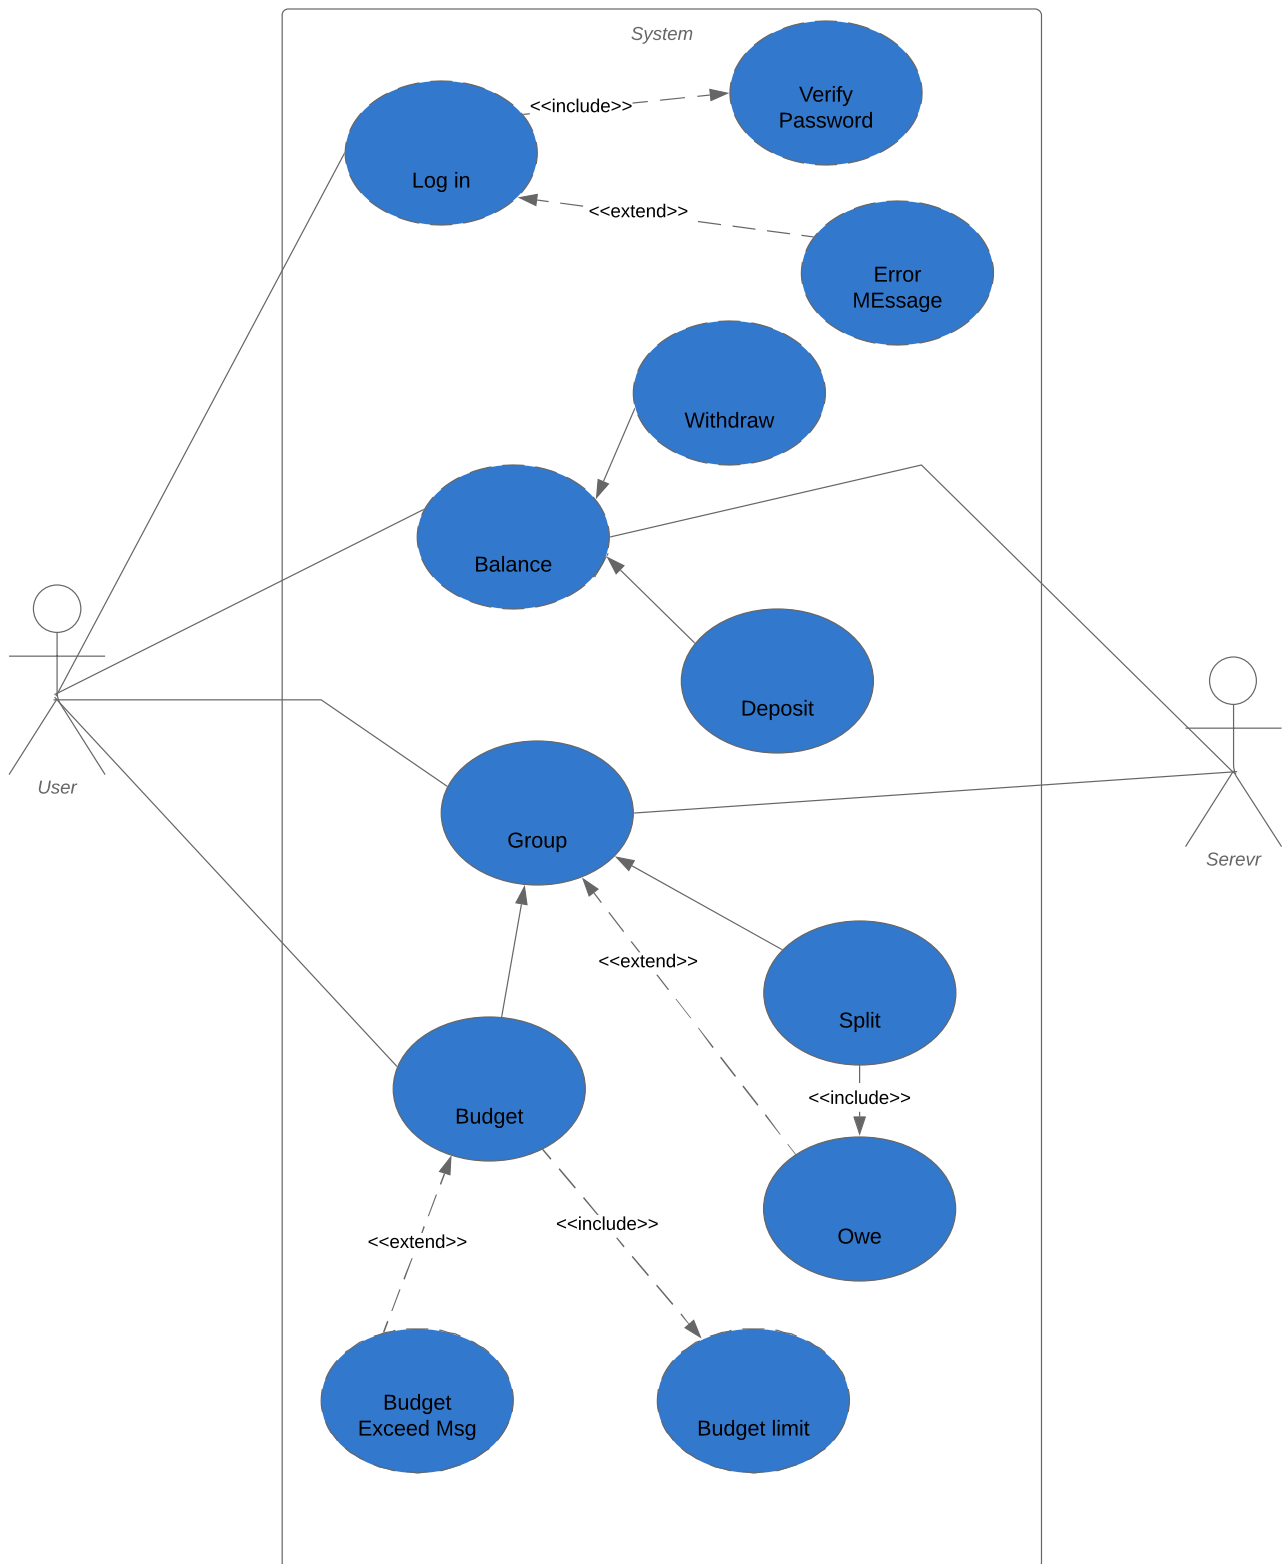 System
Verify
Password
<<include>>
Log in
<<extend>>
Error
MEssage
Withdraw
Balance
Deposit
User
Group
Serevr
<<extend>>
Split
<<include>>
Budget
Owe
<<include>>
<<extend>>
Budget
Exceed Msg
Budget limit